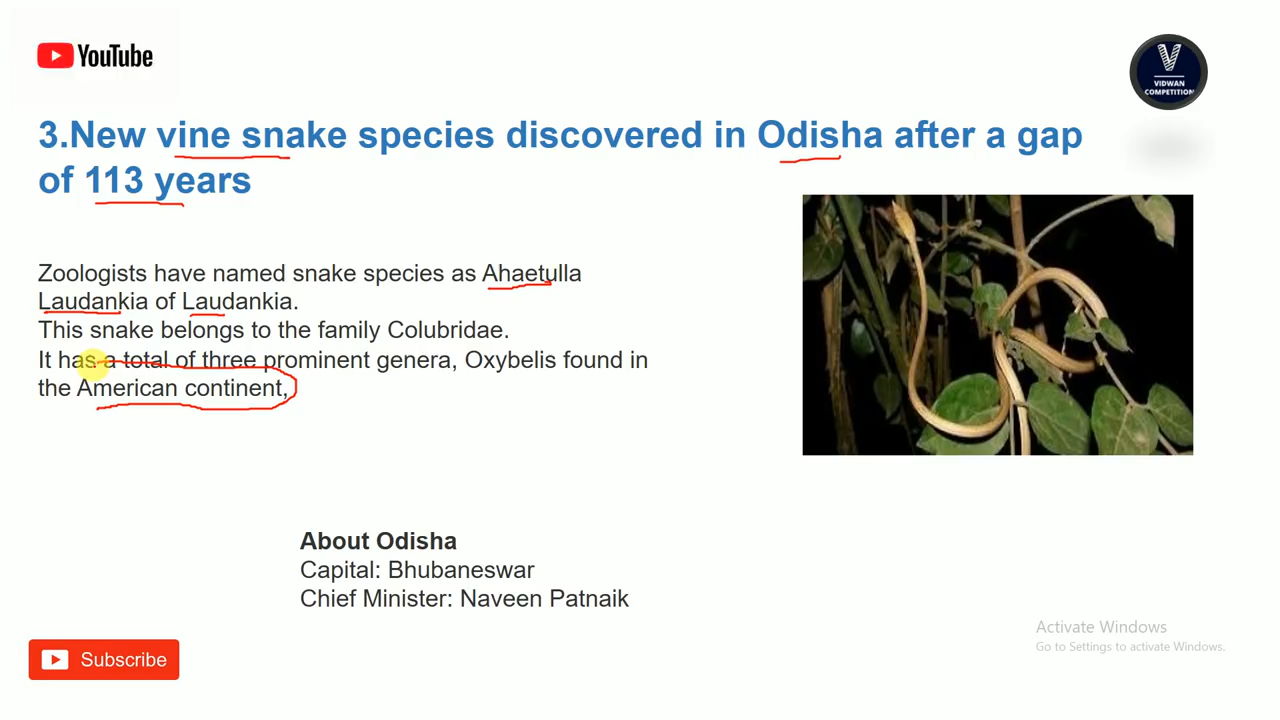 YouTube
VIDWAN
COMPETITION
3.New vine snake species discovered in Odisha after a gap
of 113 years
Zoologists have named snake species as Ahaetulla
Laudankia of Laudankia.
This snake belongs to the family Colubridae.
It has a total of three prominent genera, Oxybelis found in
the American continent,
About Odisha
Capital: Bhubaneswar
Chief Minister: Naveen Patnaik
Activate Windows
Go to Settings to activate Windows.
Subscribe